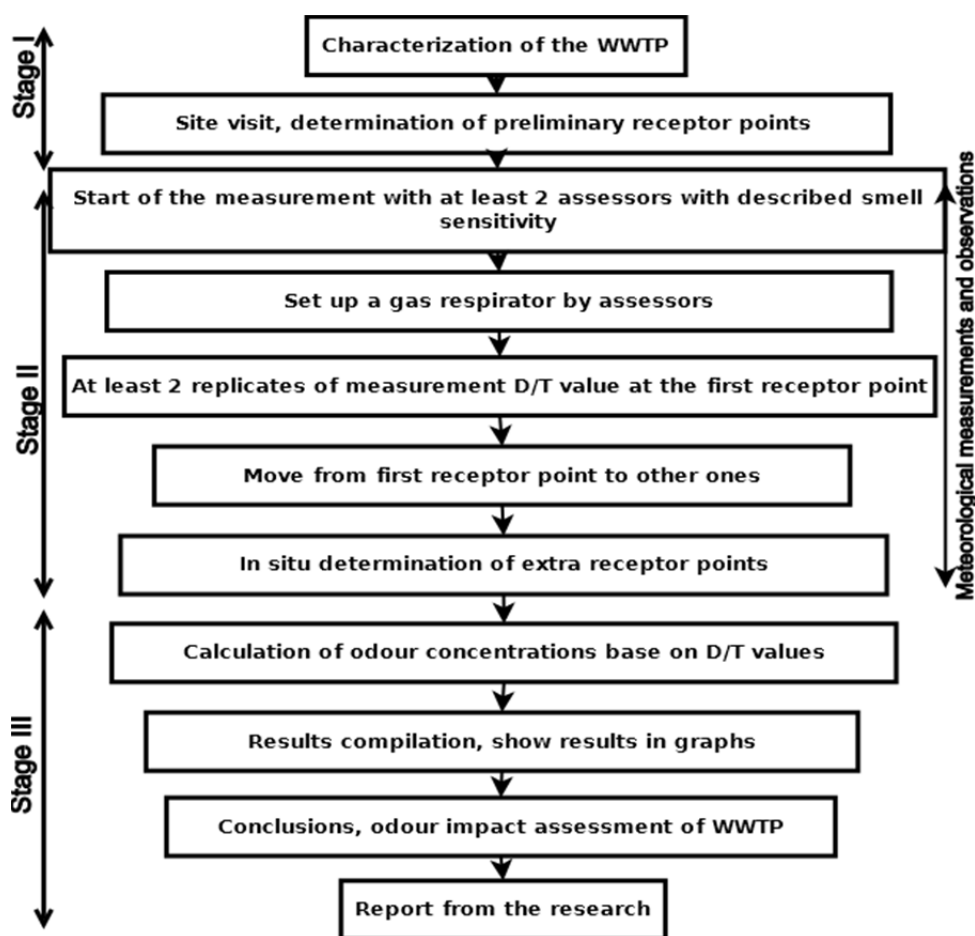 Stage I
Characterization of the WWTP
Site visit, determination of preliminary receptor points
Stage II
Start of the measurement with at least 2 assessors with described smell
sensitivity
Set up a gas respirator by assessors
At least 2 replicates of measurement D/T value at the first receptor point
Move from first receptor point to other ones
In situ determination of extra receptor points
Meteorological measurements and observations
Stage III
Calculation of odour concentrations base on D/T values
Results compilation, show results in graphs
Conclusions, odour impact assessment of WWTP
Report from the research